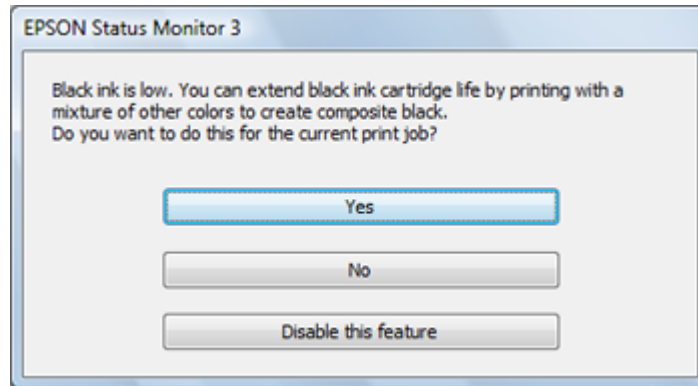 EPSON Status Monitor 3
Black ink is low. You can extend black ink cartridge life by printing with a
mixture of other colors to create composite black.
Do you want to do this for the current print job?
Yes
No
Disable this feature